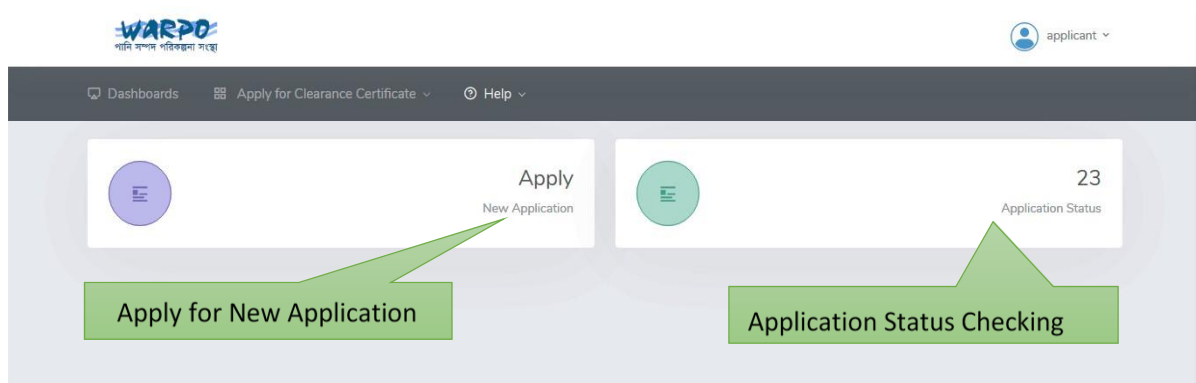 WARPO
পানি সম্পদ পরিকল্পনা সংস্থা
applicant
Dashboards Apply for Clearance Certificate Help
Apply
New Application
23
Application Status
Apply for New Application
Application Status Checking